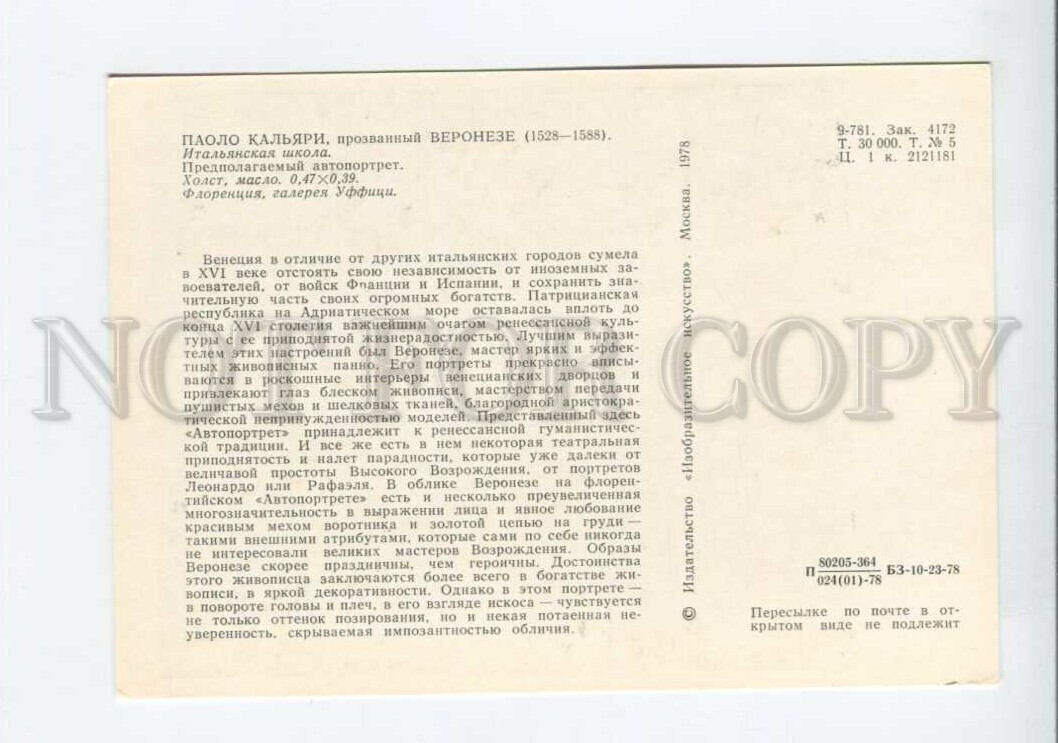 ПАОЛО КАЛЬЯРИ, прозванный ВЕРОНЕЗЕ (1528—1588).
Итальянская школа.
Предполагаемый автопортрет.
Холст, масло. 0,47×0,39.
Флоренция, галерея Уффици.
Венеция в отличие от других итальянских городов сумела
в XVI веке отстоять свою независимость от иноземных за-
воевателей, от войск Франции и Испании, и сохранить зна-
чительную часть своих огромных богатств. Патрицианская
республика на Адриатическом море оставалась вплоть до
конца XVI столетия важнейшим очагом ренессансной куль-
туры с ее приподнятой жизнерадостностью. Лучшим вырази-
телем этих настроений был Веронезе, мастер ярких и эффек-
тных живописных панно. Его портреты прекрасно вписы-
ваются в роскошные интерьеры венецианских дворцов и
привлекают глаз блеском живописи, мастерством передачи
пушистых мехов и шелковых тканей, благородной аристокра-
тической непринужденностью моделей. Представленный здесь
«Автопортрет» принадлежит к ренессансной гуманистичес-
кой традиции. И все же есть в нем некоторая театральная
приподнятость и налет парадности, которые уже далеки от
величавой простоты Высокого Возрождения, от портретов
Леонардо или Рафаэля. В облике Веронезе на флорен-
тийском «Автопортрете» есть и несколько преувеличенная
многозначительность в выражении лица и явное любование
красивым мехом воротника и золотой цепью на груди —
такими внешними атрибутами, которые сами по себе никогда
не интересовали великих мастеров Возрождения. Образы
Веронезе скорее праздничны, чем героичны. Достоинства
этого живописца заключаются более всего в богатстве жи-
вописи, в яркой декоративности. Однако в этом портрете —
в повороте головы и плеч, в его взгляде искоса — чувствуется
не только оттенок позирования, но и некая потаенная не-
уверенность, скрываемая импозантностью обличия.
© Издательство «Изобразительное искусство». Москва. 1978
9-781. Зак. 4172
Т. 30 000. Т. № 5
Ц. 1 к. 2121181
П 80205-364 БЗ-10-23-78
024(01)-78
Пересылке по почте в от-
крытом виде не подлежит
NOT FOR COPY